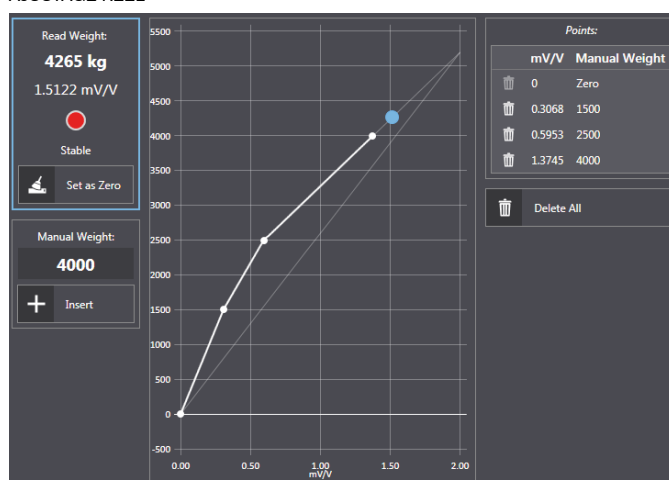 Read Weight:
4265 kg
1.5122 mV/V
Stable
Set as Zero
Manual Weight:
4000
Insert
5500
5000
4500
4000
3500
3000
2500
2000
1500
1000
500
0
-500
0.00 0.50 1.00 1.50 2.00
mV/V
Points:
mV/V Manual Weight
0 Zero
0.3068 1500
0.5953 2500
1.3745 4000
Delete All